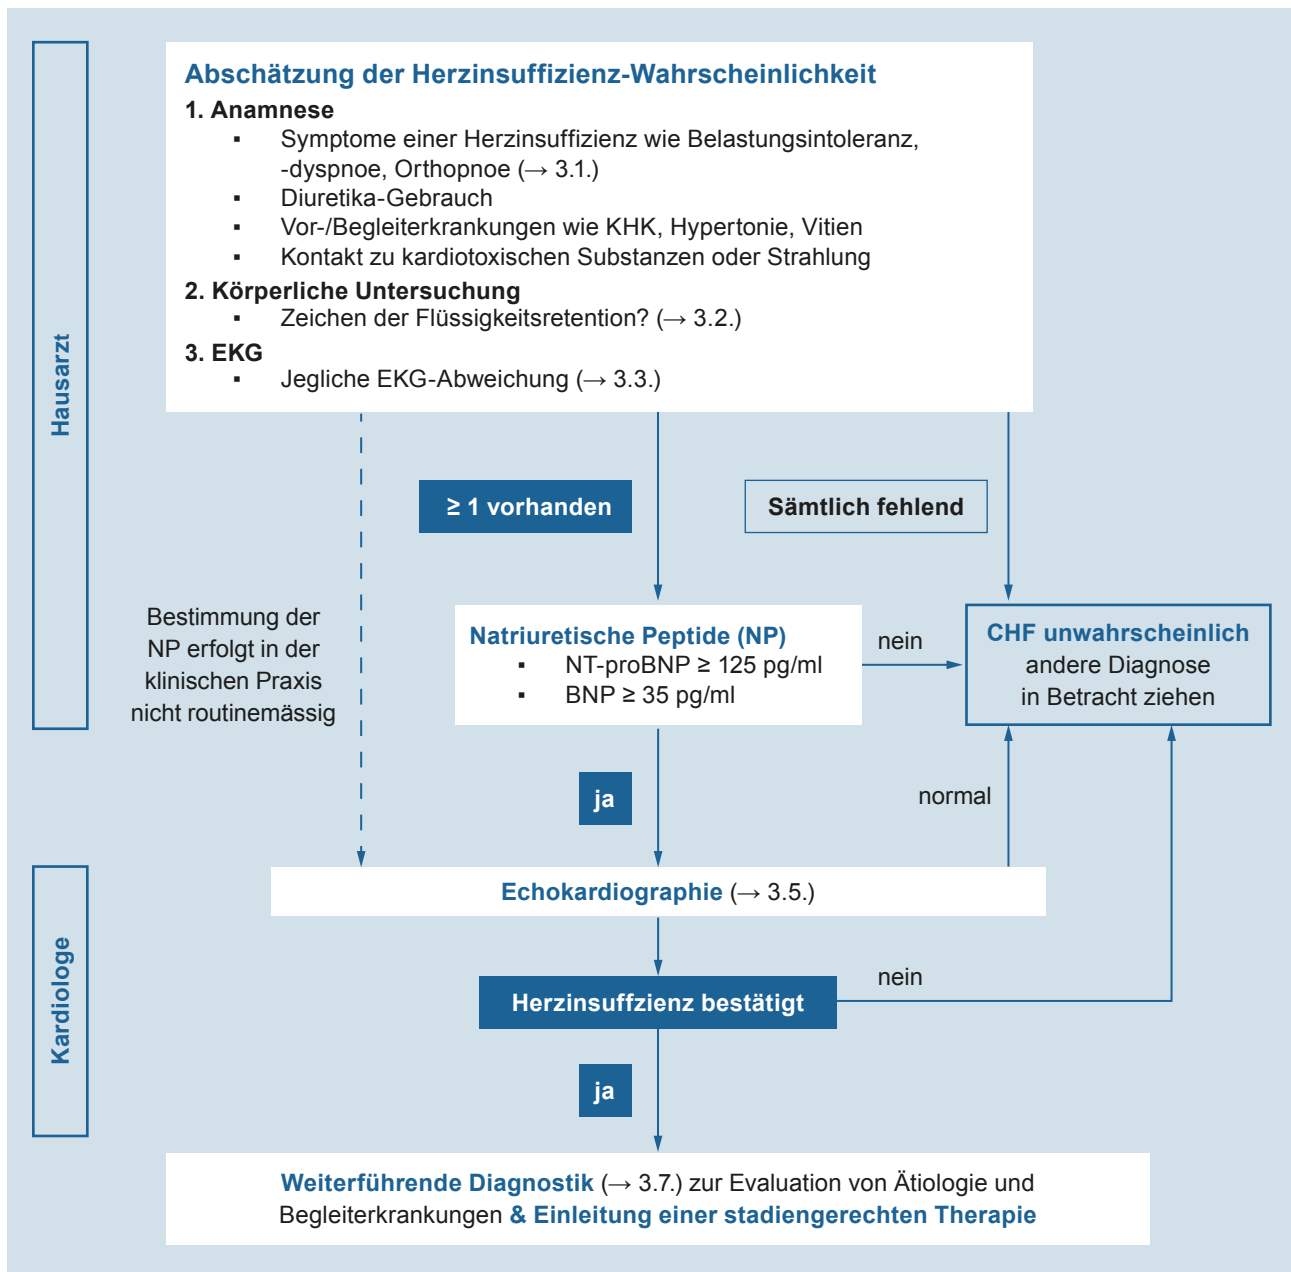 Hausarzt
Abschätzung der Herzinsuffizienz-Wahrscheinlichkeit
1. Anamnese
▪ Symptome einer Herzinsuffizienz wie Belastungsintoleranz,
-dyspnoe, Orthopnoe (→ 3.1.)
▪ Diuretika-Gebrauch
▪ Vor-/Begleiterkrankungen wie KHK, Hypertonie, Vitien
▪ Kontakt zu kardiotoxischen Substanzen oder Strahlung
2. Körperliche Untersuchung
▪ Zeichen der Flüssigkeitsretention? (→ 3.2.)
3. EKG
▪ Jegliche EKG-Abweichung (→ 3.3.)
≥ 1 vorhanden
Sämtlich fehlend
Bestimmung der
NP erfolgt in der
klinischen Praxis
nicht routinemässig
Natriuretische Peptide (NP)
▪ NT-proBNP ≥ 125 pg/ml
▪ BNP ≥ 35 pg/ml
nein
CHF unwahrscheinlich
andere Diagnose
in Betracht ziehen
ja
normal
Kardiologe
Echokardiographie (→ 3.5.)
Herzinsuffzienz bestätigt
nein
ja
Weiterführende Diagnostik (→ 3.7.) zur Evaluation von Ätiologie und
Begleiterkrankungen & Einleitung einer stadiengerechten Therapie